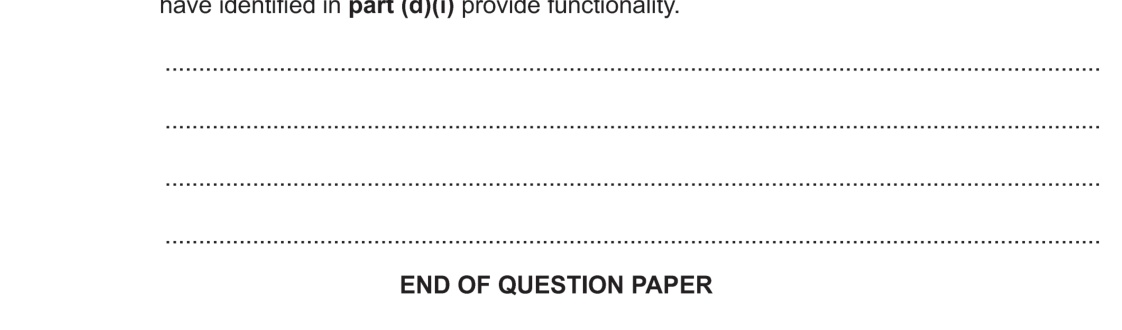 have identified in part (d)(i) provide functionality.
END OF QUESTION PAPER